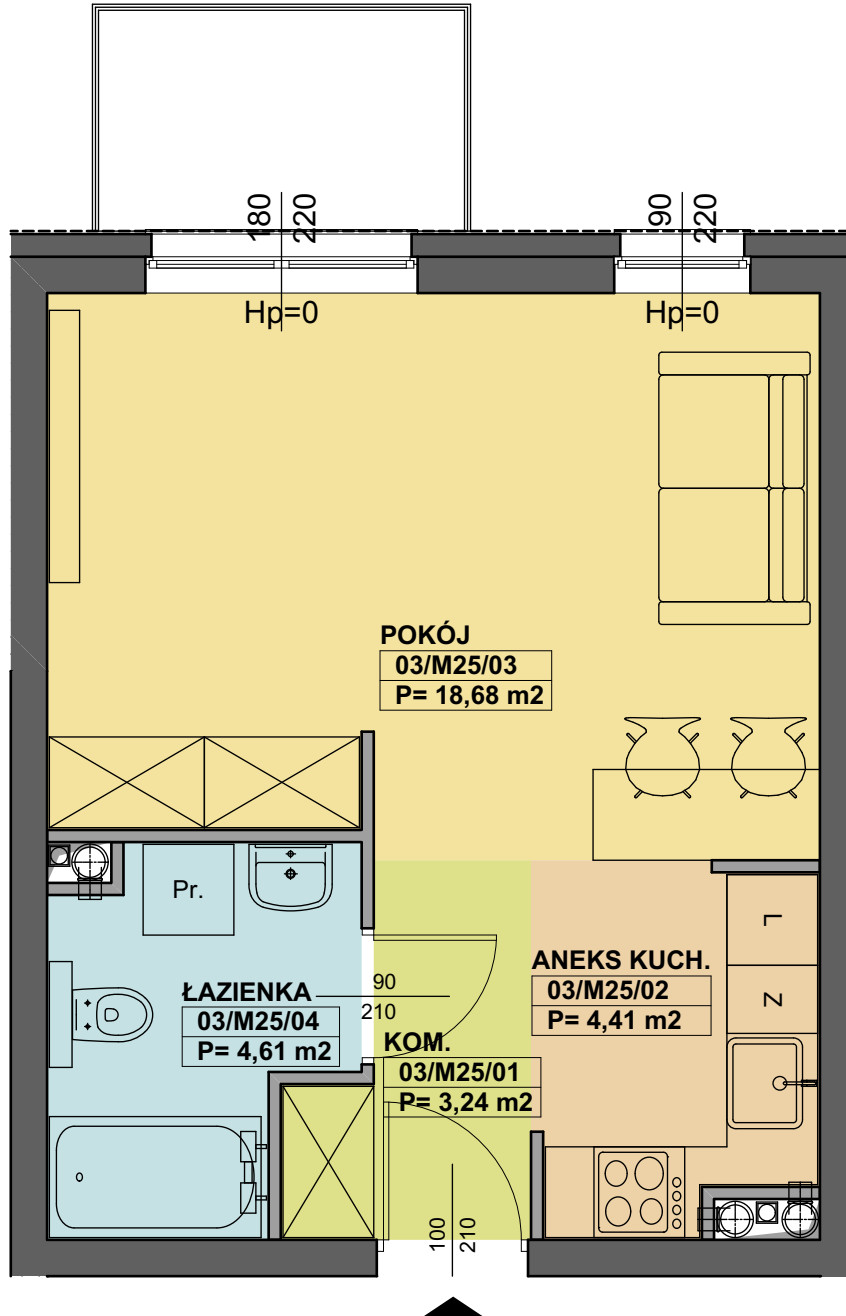 180
220
90
220
Hp=0
Hp=0
POKÓJ
03/M25/03
P= 18,68 m2
Pr.
L
Z
ŁAZIENKA
03/M25/04
P= 4,61 m2
90
210
ANEKS KUCH.
03/M25/02
P= 4,41 m2
KOM.
03/M25/01
P= 3,24 m2
100
210